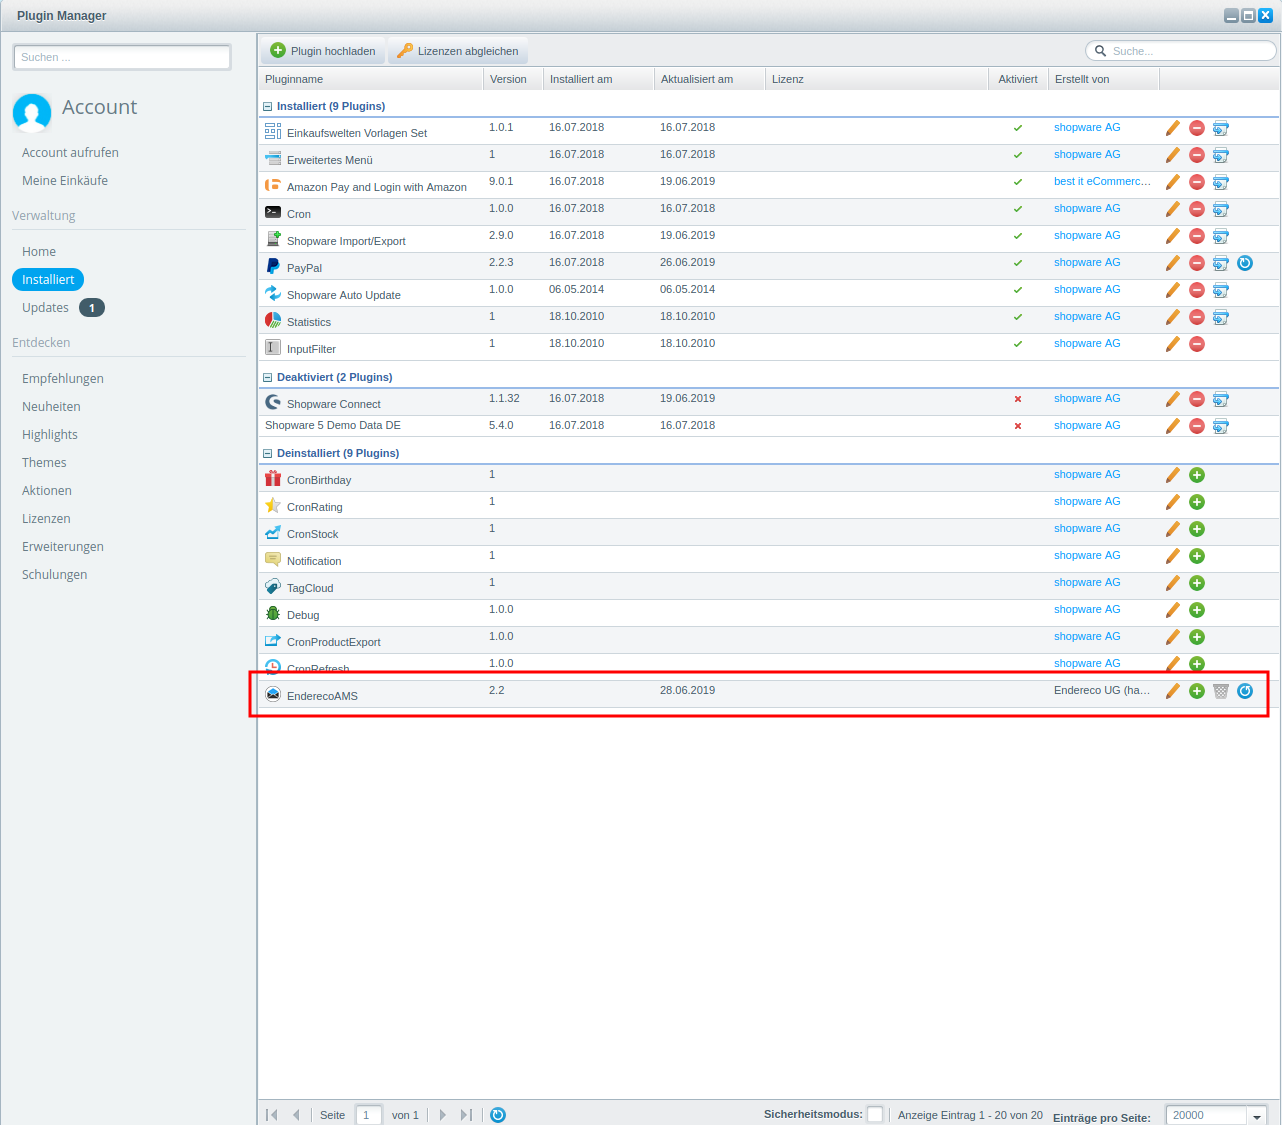 Plugin Manager
Suchen ...
Account
Account aufrufen
Meine Einkäufe
Verwaltung
Home
Installiert
Updates 1
Entdecken
Empfehlungen
Neuheiten
Highlights
Themes
Aktionen
Lizenzen
Erweiterungen
Schulungen
Plugin hochladen Lizenzen abgleichen Suche...
Pluginname Version Installiert am Aktualisiert am Lizenz Aktiviert Erstellt von
Installiert (9 Plugins)
Einkaufswelten Vorlagen Set 1.0.1 16.07.2018 16.07.2018 shopware AG
Erweitertes Menü 1 16.07.2018 16.07.2018 shopware AG
Amazon Pay and Login with Amazon 9.0.1 16.07.2018 19.06.2019 best it eCommerc...
Cron 1.0.0 16.07.2018 16.07.2018 shopware AG
Shopware Import/Export 2.9.0 16.07.2018 19.06.2019 shopware AG
PayPal 2.2.3 16.07.2018 26.06.2019 shopware AG
Shopware Auto Update 1.0.0 06.05.2014 06.05.2014 shopware AG
Statistics 1 18.10.2010 18.10.2010 shopware AG
InputFilter 1 18.10.2010 18.10.2010 shopware AG
Deaktiviert (2 Plugins)
Shopware Connect 1.1.32 16.07.2018 19.06.2019 shopware AG
Shopware 5 Demo Data DE 5.4.0 16.07.2018 16.07.2018 shopware AG
Deinstalliert (9 Plugins)
CronBirthday 1 shopware AG
CronRating 1 shopware AG
CronStock 1 shopware AG
Notification 1 shopware AG
TagCloud 1 shopware AG
Debug 1.0.0 shopware AG
CronProductExport 1.0.0 shopware AG
CronRefresh 1.0.0 shopware AG
EnderecoAMS 2.2 28.06.2019 Endereco UG (ha...
Seite 1 von 1 Sicherheitsmodus: Anzeige Eintrag 1 - 20 von 20 Einträge pro Seite: 20000